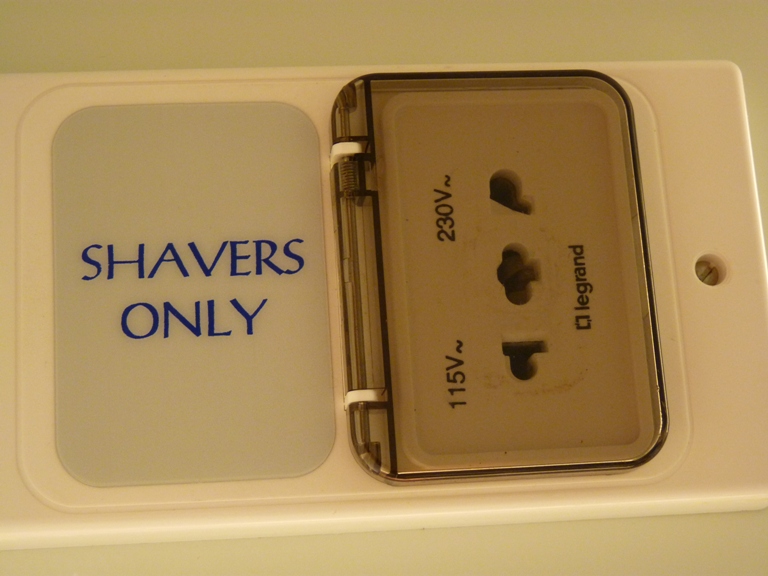 SHAVERS
ONLY
115V~
230V~
legrand